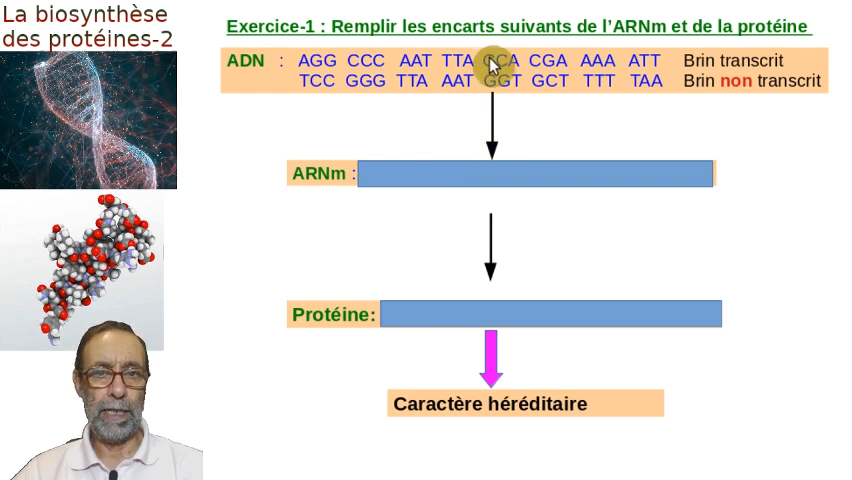 La biosynthèse
des protéines-2
Exercice-1 : Remplir les encarts suivants de l'ARNm et de la protéine
ADN : AGG CCC AAT TTA CCA CGA AAA ATT Brin transcrit
TCC GGG TTA AAT GGT GCT TTT TAA Brin non transcrit
ARNm :
Protéine:
Caractère héréditaire